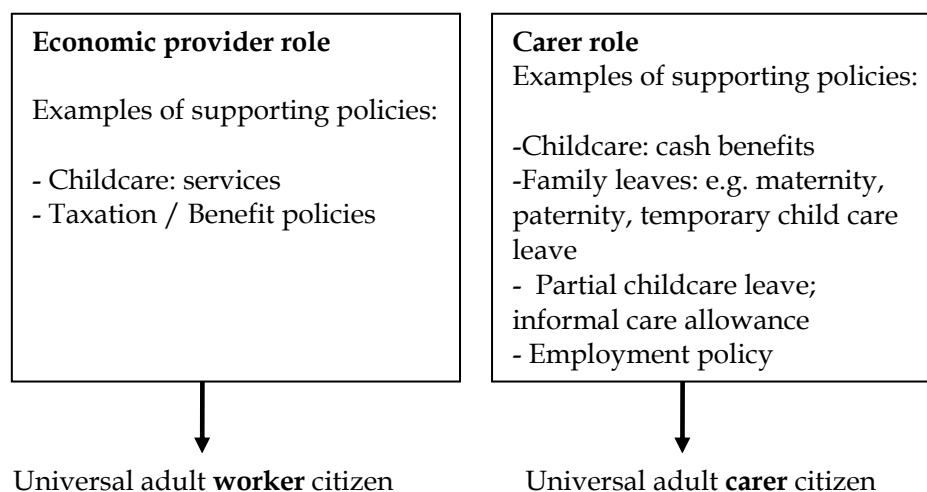 Economic provider role
Examples of supporting policies:
- Childcare: services
- Taxation / Benefit policies
Carer role
Examples of supporting policies:
-Childcare: cash benefits
-Family leaves: e.g. maternity,
paternity, temporary child care
leave
- Partial childcare leave;
informal care allowance
- Employment policy
Universal adult worker citizen
Universal adult carer citizen